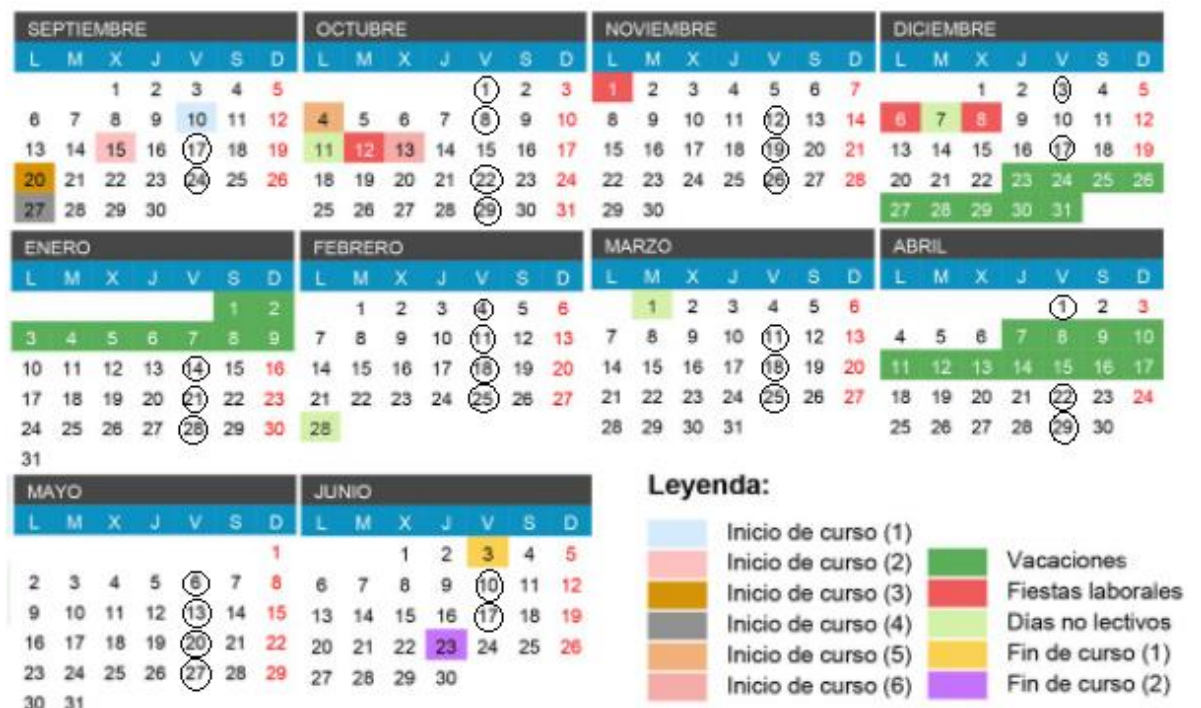 SEPTIEMBRE
L M X J V S D
1 2 3 4 5
6 7 8 9 10 11 12
13 14 15 16 17 18 19
20 21 22 23 24 25 26
27 28 29 30
OCTUBRE
L M X J V S D
1 2 3
4 5 6 7 8 9 10
11 12 13 14 15 16 17
18 19 20 21 22 23 24
25 26 27 28 29 30 31
NOVIEMBRE
L M X J V S D
1 2 3 4 5 6 7
8 9 10 11 12 13 14
15 16 17 18 19 20 21
22 23 24 25 26 27 28
29 30
DICIEMBRE
L M X J V S D
1 2 3 4 5
6 7 8 9 10 11 12
13 14 15 16 17 18 19
20 21 22 23 24 25 26
27 28 29 30 31
ENERO
L M X J V S D
1 2
3 4 5 6 7 8 9
10 11 12 13 14 15 16
17 18 19 20 21 22 23
24 25 26 27 28 29 30
31
FEBRERO
L M X J V S D
1 2 3 4 5 6
7 8 9 10 11 12 13
14 15 16 17 18 19 20
21 22 23 24 25 26 27
28
MARZO
L M X J V S D
1 2 3 4 5 6
7 8 9 10 11 12 13
14 15 16 17 18 19 20
21 22 23 24 25 26 27
28 29 30 31
ABRIL
L M X J V S D
1 2 3
4 5 6 7 8 9 10
11 12 13 14 15 16 17
18 19 20 21 22 23 24
25 26 27 28 29 30
MAYO
L M X J V S D
1
2 3 4 5 6 7 8
9 10 11 12 13 14 15
16 17 18 19 20 21 22
23 24 25 26 27 28 29
30 31
JUNIO
L M X J V S D
1 2 3 4 5
6 7 8 9 10 11 12
13 14 15 16 17 18 19
20 21 22 23 24 25 26
27 28 29 30
Leyenda:
Inicio de curso (1)
Inicio de curso (2)
Inicio de curso (3)
Inicio de curso (4)
Inicio de curso (5)
Inicio de curso (6)
Vacaciones
Fiestas laborales
Dias no lectivos
Fin de curso (1)
Fin de curso (2)